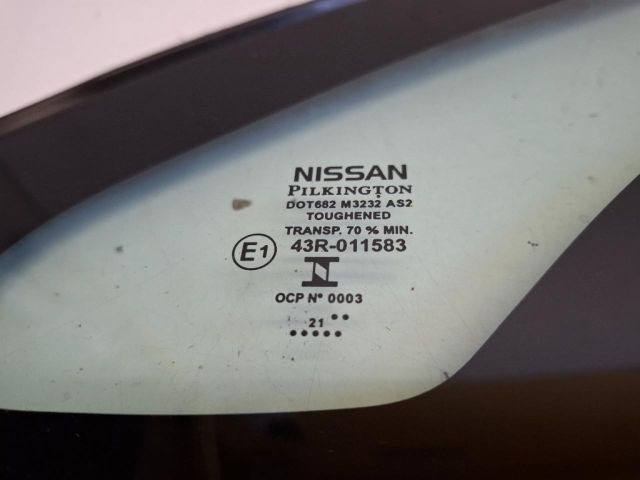 NISSAN
PILKINGTON
DOT682 M3232 AS2
TOUGHENED
TRANSP. 70 % MIN.
E1 43R-011583
OCP N° 0003
21 ••
•••••